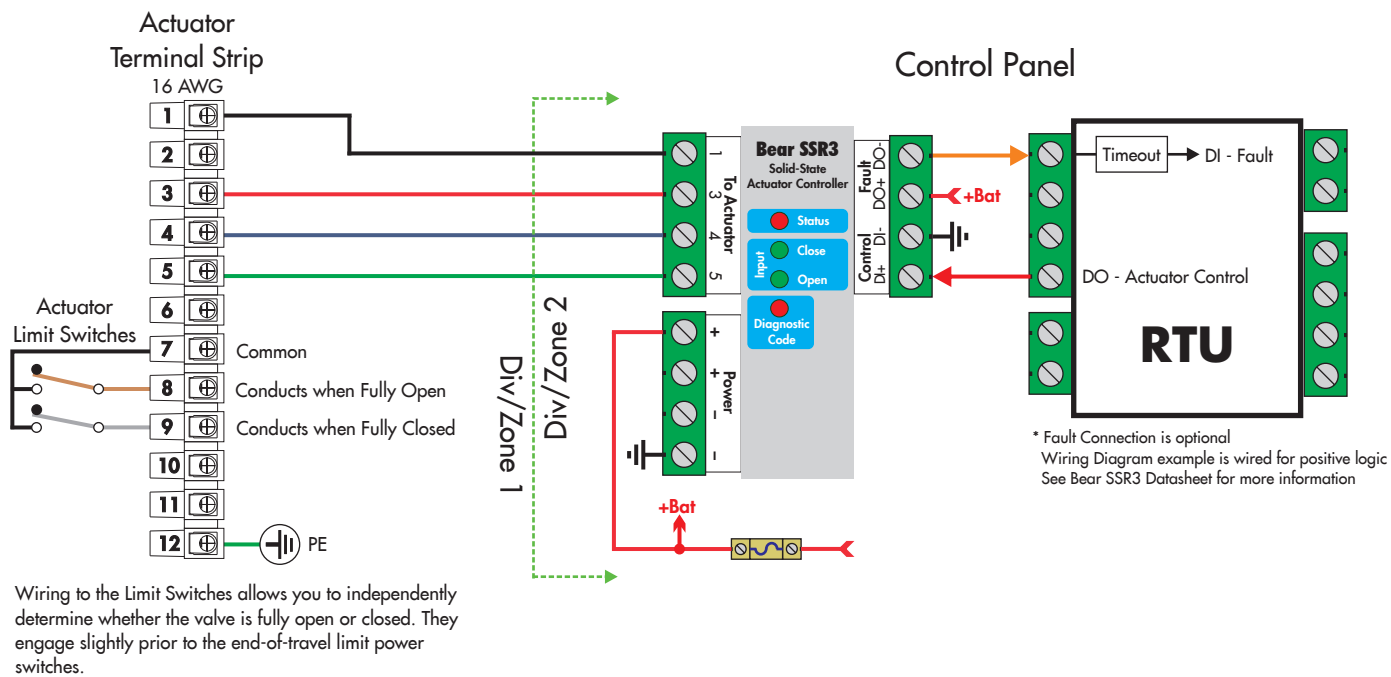 Actuator
Terminal Strip
16 AWG
1
2
3
4
5
6
7
8
9
10
11
12
Actuator
Limit Switches
Common
Conducts when Fully Open
Conducts when Fully Closed
PE
Wiring to the Limit Switches allows you to independently
determine whether the valve is fully open or closed. They
engage slightly prior to the end-of-travel limit power
switches.
Div/Zone 1
Div/Zone 2
Control Panel
1
3
4
5
To Actuator
+
+
-
-
Power
Bear SSR3
Solid-State
Actuator Controller
Status
Input
Close
Open
Diagnostic
Code
Fault
DO-
DO+
Control
DI-
DI+
+Bat
+Bat
Timeout
DI - Fault
DO - Actuator Control
RTU
* Fault Connection is optional
Wiring Diagram example is wired for positive logic
See Bear SSR3 Datasheet for more information